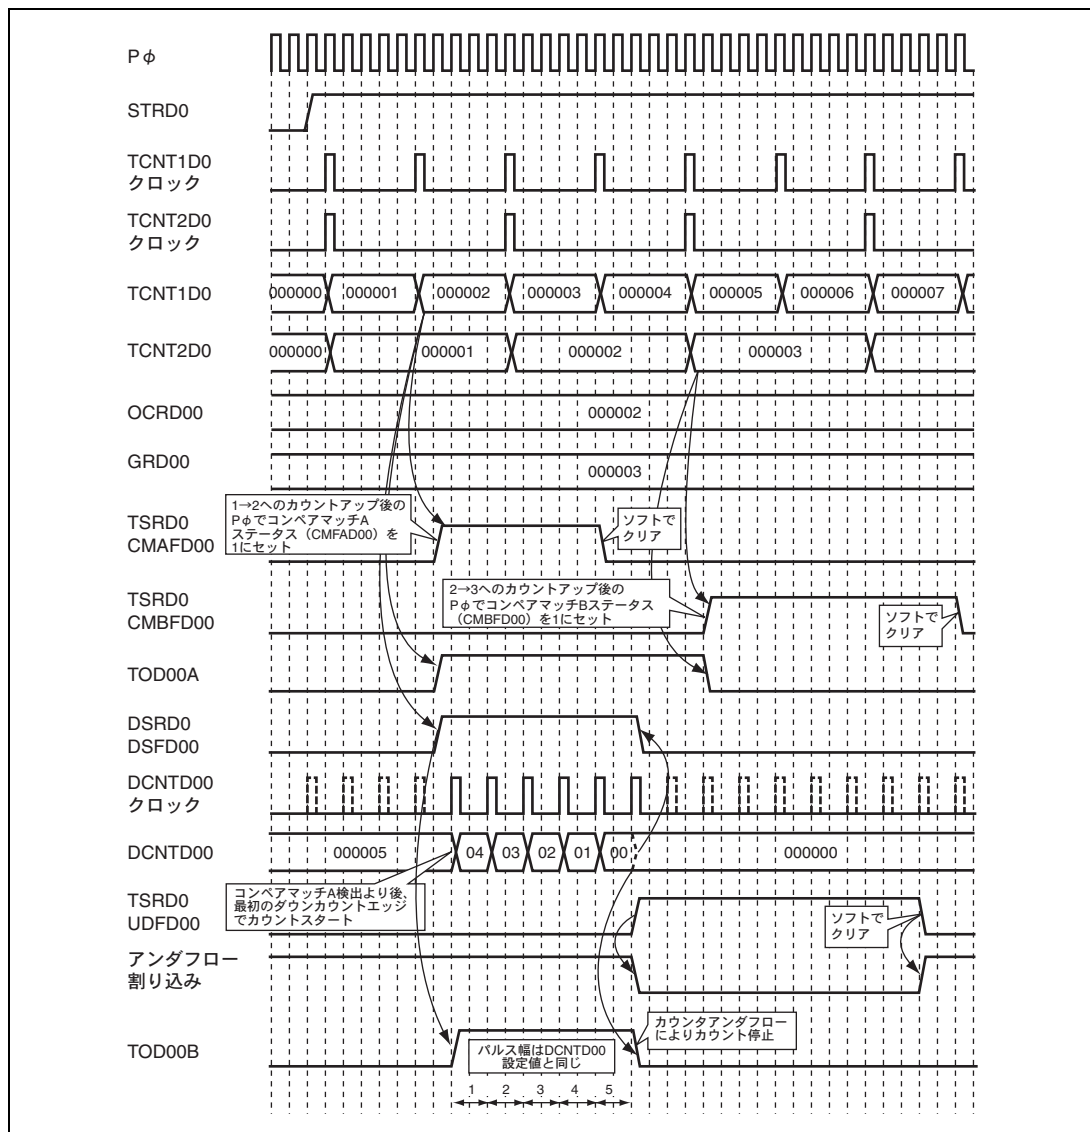 Pφ
STRD0
TCNT1D0
クロック
TCNT2D0
クロック
TCNT1D0
000000 000001 000002 000003 000004 000005 000006 000007
TCNT2D0
000000 000001 000002 000003
OCRD00
000002
GRD00
000003
1→2へのカウントアップ後の
PφでコンペアマッチA
ステータス（CMFAD00）を
1にセット
TSRD0
CMAFD00
ソフトで
クリア
2→3へのカウントアップ後の
PφでコンペアマッチBステータス
（CMBFD00）を1にセット
TSRD0
CMBFD00
ソフトで
クリア
TOD00A
DSRD0
DSFD00
DCNTD00
クロック
DCNTD00
000005 04 03 02 01 00 000000
コンペアマッチA検出より後、
最初のダウンカウントエッジ
でカウントスタート
TSRD0
UDFD00
ソフトで
クリア
アンダフロー
割り込み
カウンタアンダフロー
によりカウント停止
TOD00B
パルス幅はDCNTD00
設定値と同じ
1 2 3 4 5